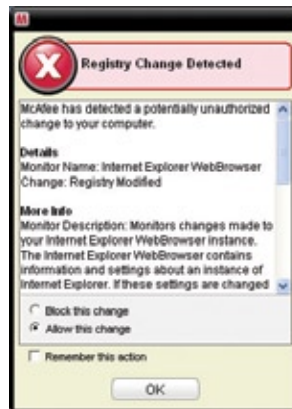 M
Registry Change Detected
McAfee has detected a potentially unauthorized
change to your computer.
Details
Monitor Name: Internet Explorer WebBrowser
Change: Registry Modified
More Info
Monitor Description: Monitors changes made to
your Internet Explorer WebBrowser instance.
The Internet Explorer WebBrowser contains
information and settings about an instance of
Internet Explorer. If these settings are changed
Block this change
Allow this change
Remember this action
OK